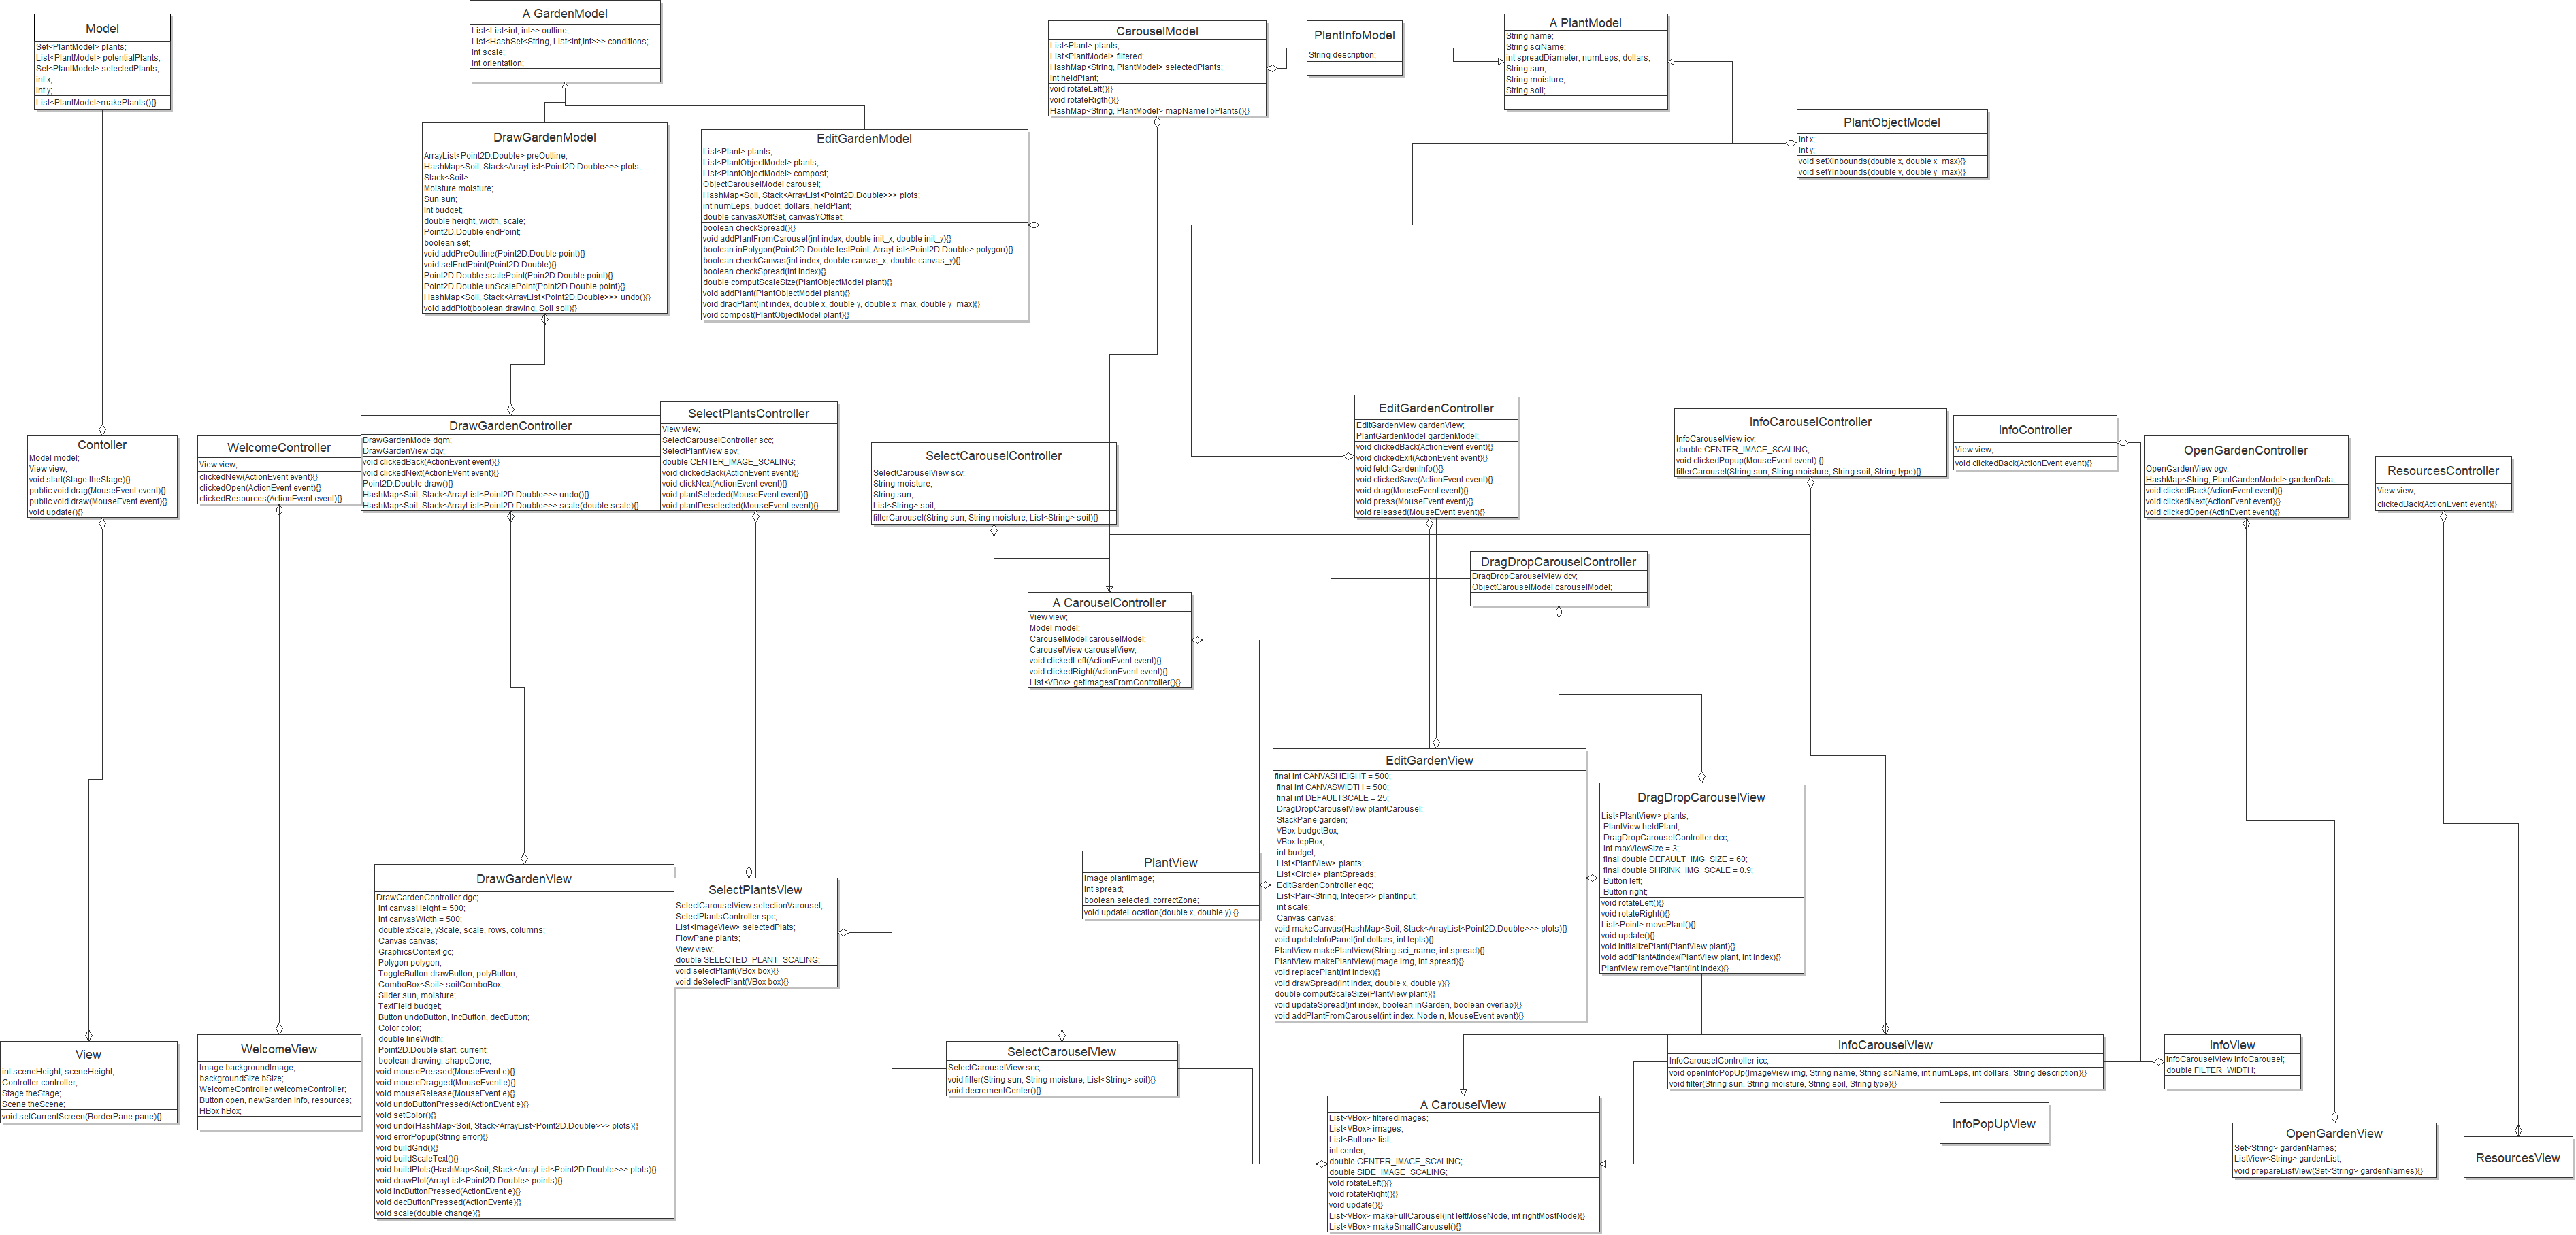 Model
Set<PlantModel> plants;
List<PlantModel> potentialPlants;
Set<PlantModel> selectedPlants;
int x;
int y;
List<PlantModel>makePlants(){}
A GardenModel
List<List<int, int>> outline;
List<HashSet<String, List<int,int>>> conditions;
int scale;
int orientation;
CarouselModel
List<Plant> plants;
List<PlantModel> filtered;
HashMap<String, PlantModel> selectedPlants;
int heldPlant;
void rotateLeft(){}
void rotateRigth(){}
HashMap<String, PlantModel> mapNameToPlants(){}
PlantInfoModel
String description;
A PlantModel
String name;
String sciName;
int spreadDiameter, numLeps, dollars;
String sun;
String moisture;
String soil;
PlantObjectModel
int x;
int y;
void setXInbounds(double x, double x_max){}
void setYInbounds(double y, double y_max){}
DrawGardenModel
ArrayList<Point2D.Double> preOutline;
HashMap<Soil, Stack<ArrayList<Point2D.Double>>> plots;
Stack<Soil>
Moisture moisture;
Sun sun;
int budget;
double height, width, scale;
Point2D.Double endPoint;
boolean set;
void addPreOutline(Point2D.Double point){}
void setEndPoint(Point2D.Double){}
Point2D.Double scalePoint(Poin2D.Double point){}
Point2D.Double unScalePoint(Point2D.Double point){}
HashMap<Soil, Stack<ArrayList<Point2D.Double>>> undo(){}
void addPlot(boolean drawing, Soil soil){}
EditGardenModel
List<Plant> plants;
List<PlantObjectModel> plants;
List<PlantObjectModel> compost;
ObjectCarouselModel carousel;
HashMap<Soil, Stack<ArrayList<Point2D.Double>>> plots;
int numLeps, budget, dollars, heldPlant;
double canvasXOffSet, canvasYOffset;
boolean checkSpread(){}
void addPlantFromCarousel(int index, double init_x, double init_y){}
boolean inPolygon(Point2D.Double testPoint, ArrayList<Point2D.Double> polygon){}
boolean checkCanvas(int index, double canvas_x, double canvas_y){}
boolean checkSpread(int index){}
double computScaleSize(PlantObjectModel plant){}
void addPlant(PlantObjectModel plant){}
void dragPlant(int index, double x, double y, double x_max, double y_max){}
void compost(PlantObjectModel plant){}
Contoller
Model model;
View view;
void start(Stage theStage){}
public void drag(MouseEvent event){}
public void draw(MouseEvent event){}
void update(){}
WelcomeController
View view;
clickedNew(ActionEvent event){}
clickedOpen(ActionEvent event){}
clickedResources(ActionEvent event){}
DrawGardenController
DrawGardenMode dgm;
DrawGardenView dgv;
void clickedBack(ActionEvent event){}
void clickedNext(ActionEVent event){}
Point2D.Double draw(){}
HashMap<Soil, Stack<ArrayList<Point2D.Double>>> undo(){}
HashMap<Soil, Stack<ArrayList<Point2D.Double>>> scale(double scale){}
SelectPlantsController
View view;
SelectCarouselController scc;
SelectPlantView spv;
double CENTER_IMAGE_SCALING;
void clickedBack(ActionEvent event){}
void clickNext(ActionEvent event){}
void plantSelected(MouseEvent event){}
void plantDeselected(MouseEvent event){}
SelectCarouselController
SelectCarouselView scv;
String moisture;
String sun;
List<String> soil;
filterCarousel(String sun, String moisture, List<String> soil){}
EditGardenController
EditGardenView gardenView;
PlantGardenModel gardenModel;
void clickedBack(ActionEvent event){}
void clickedExit(ActionEvent event){}
void fetchGardenInfo(){}
void clickedSave(ActionEvent event){}
void drag(MouseEvent event){}
void press(MouseEvent event){}
void released(MouseEvent event){}
InfoCarouselController
InfoCarouselView icv;
double CENTER_IMAGE_SCALING;
void clickedPopup(MouseEvent event) {}
filterCarousel(String sun, String moisture, String soil, String type){}
InfoController
View view;
void clickedBack(ActionEvent event){}
OpenGardenController
OpenGardenView ogv;
HashMap<String, PlantGardenModel> gardenData;
void clickedBack(ActionEvent event){}
void clickedNext(ActionEvent event){}
void clickedOpen(ActinEvent event){}
ResourcesController
View view;
clickedBack(ActionEvent event){}
DragDropCarouselController
DragDropCarouselView dcv;
ObjectCarouselModel carouselModel;
A CarouselController
View view;
Model model;
CarouselModel carouselModel;
CarouselView carouselView;
void clickedLeft(ActionEvent event){}
void clickedRight(ActionEvent event){}
List<VBox> getImagesFromController(){}
EditGardenView
final int CANVASHEIGHT = 500;
final int CANVASWIDTH = 500;
final int DEFAULTSCALE = 25;
DragDropCarouselView plantCarousel;
StackPane garden;
VBox budgetBox;
VBox lepBox;
int budget;
List<PlantView> plants;
List<Circle> plantSpreads;
EditGardenController egc;
List<Pair<String, Integer>> plantInput;
int scale;
Canvas canvas;
void makeCanvas(HashMap<Soil, Stack<ArrayList<Point2D.Double>>> plots){}
void updateInfoPanel(int dollars, int lepts){}
PlantView makePlantView(String sci_name, int spread){}
PlantView makePlantView(Image img, int spread){}
void replacePlant(int index){}
void drawSpread(int index, double x, double y){}
double computScaleSize(PlantView plant){}
void updateSpread(int index, boolean inGarden, boolean overlap){}
void addPlantFromCarousel(int index, Node n, MouseEvent event){}
DragDropCarouselView
List<PlantView> plants;
PlantView heldPlant;
DragDropCarouselController dcc;
int maxViewSize = 3;
final double DEFAULT_IMG_SIZE = 60;
final double SHRINK_IMG_SCALE = 0.9;
Button left;
Button right;
void rotateLeft(){}
void rotateRight(){}
List<Point> movePlant(){}
void update(){}
void initializePlant(PlantView plant){}
void addPlantAtIndex(PlantView plant, int index){}
PlantView removePlant(int index){}
PlantView
Image plantImage;
int spread;
boolean selected, correctZone;
void updateLocation(double x, double y) {}
DrawGardenView
DrawGardenController dgc;
int canvasHeight = 500;
int canvasWidth = 500;
double xScale, yScale, scale, rows, columns;
Canvas canvas;
GraphicsContext gc;
Polygon polygon;
ToggleButton drawButton, polyButton;
ComboBox<Soil> soilComboBox;
Slider sun, moisture;
TextField budget;
Button undoButton, incButton, decButton;
Color color;
double lineWidth;
Point2D.Double start, current;
boolean drawing, shapeDone;
void mousePressed(MouseEvent e){}
void mouseDragged(MouseEvent e){}
void mouseRelease(MouseEvent e){}
void undoButtonPressed(ActionEvent e){}
void setColor(){}
void undo(HashMap<Soil, Stack<ArrayList<Point2D.Double>>> plots){}
void errorPopup(String error){}
void buildGrid(){}
void buildScaleText(){}
void buildPlots(HashMap<Soil, Stack<ArrayList<Point2D.Double>>> plots){}
void drawPlot(ArrayList<Point2D.Double> points){}
void incButtonPressed(ActionEvent e){}
void decButtonPressed(ActionEvente){}
void scale(double change){}
SelectPlantsView
SelectCarouselView selectionVarousel;
SelectPlantsController spc;
List<ImageView> selectedPlats;
FlowPane plants;
View view;
double SELECTED_PLANT_SCALING;
void selectPlant(VBox box){}
void deSelectPlant(VBox box){}
View
int sceneHeight, sceneHeight;
Controller controller;
Stage theStage;
Scene theScene;
void setCurrentScreen(BorderPane pane){}
WelcomeView
Image backgroundImage;
backgroundSize bSize;
WelcomeController welcomeController;
Button open, newGarden info, resources;
HBox hBox;
SelectCarouselView
SelectCarouselView scc;
void filter(String sun, String moisture, List<String> soil){}
void decrementCenter(){}
A CarouselView
List<VBox> filteredImages;
List<VBox> images;
List<Button> list;
int center;
double CENTER_IMAGE_SCALING;
double SIDE_IMAGE_SCALING;
void rotateLeft(){}
void rotateRight(){}
void update(){}
List<VBox> makeFullCarousel(int leftMoseNode, int rightMostNode){}
List<VBox> makeSmallCarousel(){}
InfoCarouselView
InfoCarouselController icc;
void openInfoPopUp(ImageView img, String name, String sciName, int numLeps, int dollars, String description){}
void filter(String sun, String moisture, String soil, String type){}
InfoView
InfoCarouselView infoCarousel;
double FILTER_WIDTH;
InfoPopUpView
OpenGardenView
Set<String> gardenNames;
ListView<String> gardenList;
void prepareListView(Set<String> gardenNames){}
ResourcesView